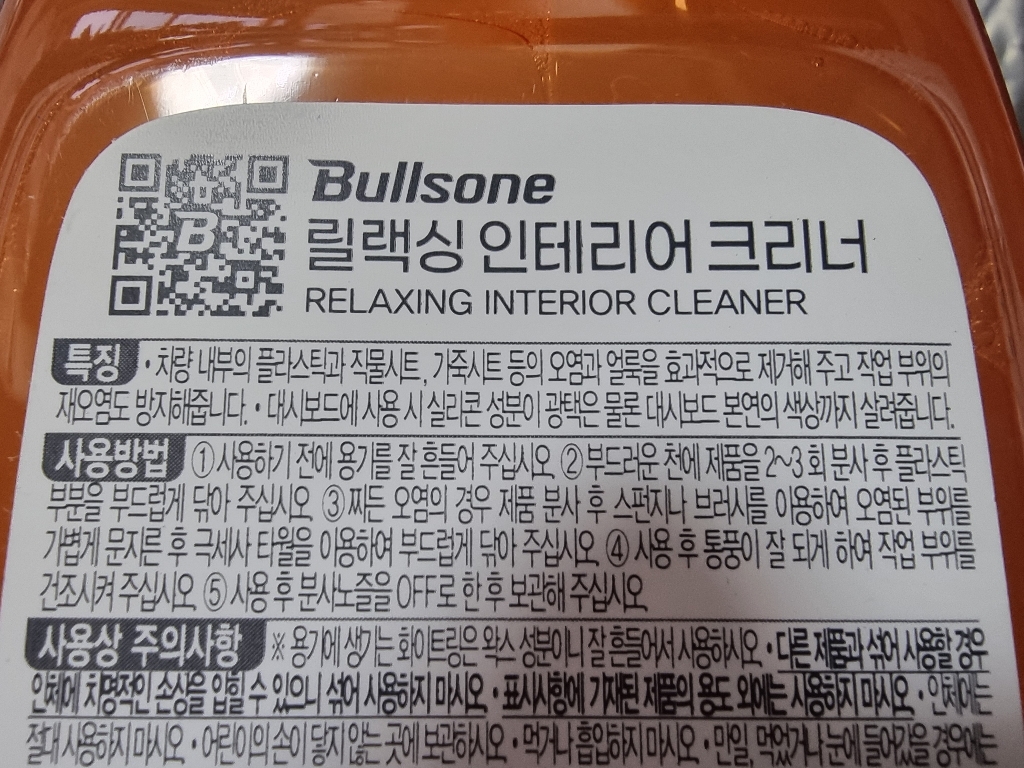 Bullsone
릴랙싱 인테리어 크리너
RELAXING INTERIOR CLEANER
특징 • 차량 내부의 플라스틱과 직물시트, 가죽시트 등의 오염과 얼룩을 효과적으로 제거해 주고 작업 부위의
재오염도 방지해줍니다. • 대시보드에 사용 시 실리콘 성분이 광택은 물론 대시보드 본연의 색상까지 살려줍니다.
사용방법 ① 사용하기 전에 용기를 잘 흔들어 주십시오 ② 부드러운 천에 제품을 2~3 회 분사 후 플라스틱
부분을 부드럽게 닦아 주십시오 ③ 찌든 오염의 경우 제품 분사 후 스펀지나 브러시를 이용하여 오염된 부위를
가볍게 문지른 후 극세사 타월을 이용하여 부드럽게 닦아 주십시오 ④ 사용 후 통풍이 잘 되게 하여 작업 부위를
건조시켜 주십시오 ⑤ 사용 후 분사노즐을 OFF로 한 후 보관해 주십시오
사용상 주의사항 ※ 용기에 생기는 화이트링은 왁스 성분이니 잘 흔들어서 사용하시오 • 다른 제품과 섞어 사용할 경우
인체에 치명적인 손상을 입힐 수 있으니 섞어 사용하지 마시오 • 표시사항에 기재된 제품의 용도 외에는 사용하지 마시오 • 인체에는
절대 사용하지 마시오 • 어린이의 손이 닿지 않는 곳에 보관하시오 • 먹거나 흡입하지 마시오 • 만일, 먹었거나 눈에 들어갔을 경우에는